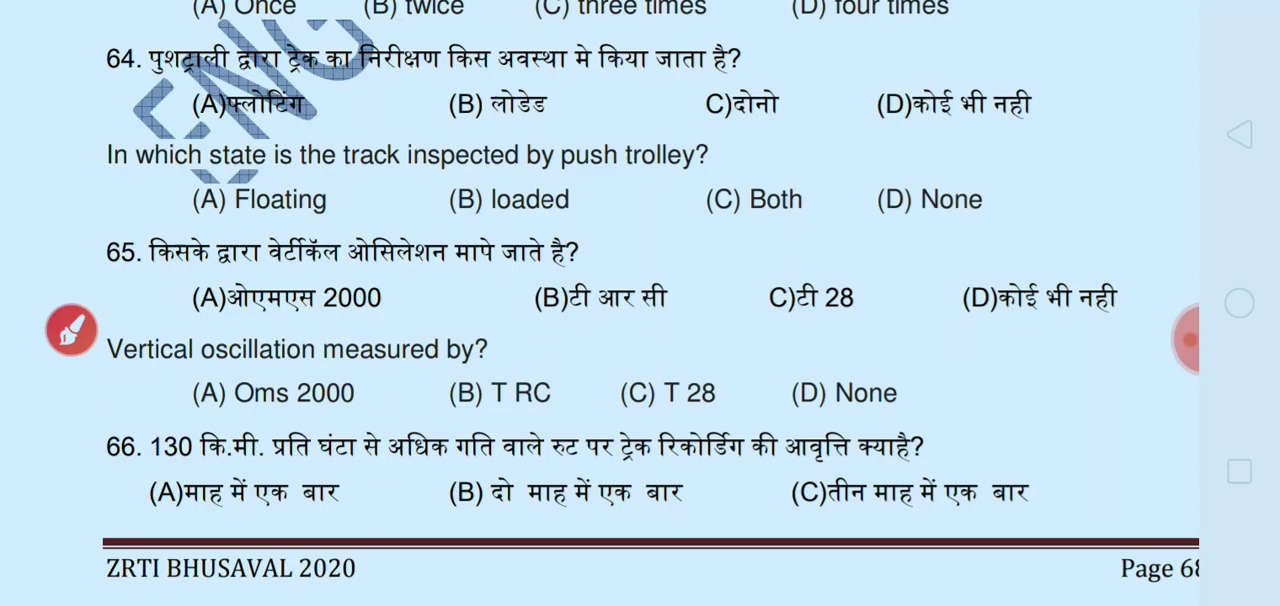 (A) Once (B) twice (C) three times (D) four times
64. पुशट्राली द्वारा ट्रेक का निरीक्षण किस अवस्था मे किया जाता है?
(A)फ्लोटिंग (B) लोडेड C)दोनो (D)कोई भी नही
In which state is the track inspected by push trolley?
(A) Floating (B) loaded (C) Both (D) None
65. किसके द्वारा वेर्टीकॅल ओसिलेशन मापे जाते है?
(A)ओएमएस 2000 (B)टी आर सी C)टी 28 (D)कोई भी नही
Vertical oscillation measured by?
(A) Oms 2000 (B) T RC (C) T 28 (D) None
66. 130 कि.मी. प्रति घंटा से अधिक गति वाले रुट पर ट्रेक रिकोर्डिग की आवृत्ति क्याहै?
(A)माह में एक बार (B) दो माह में एक बार (C)तीन माह में एक बार
ZRTI BHUSAVAL 2020 Page 68